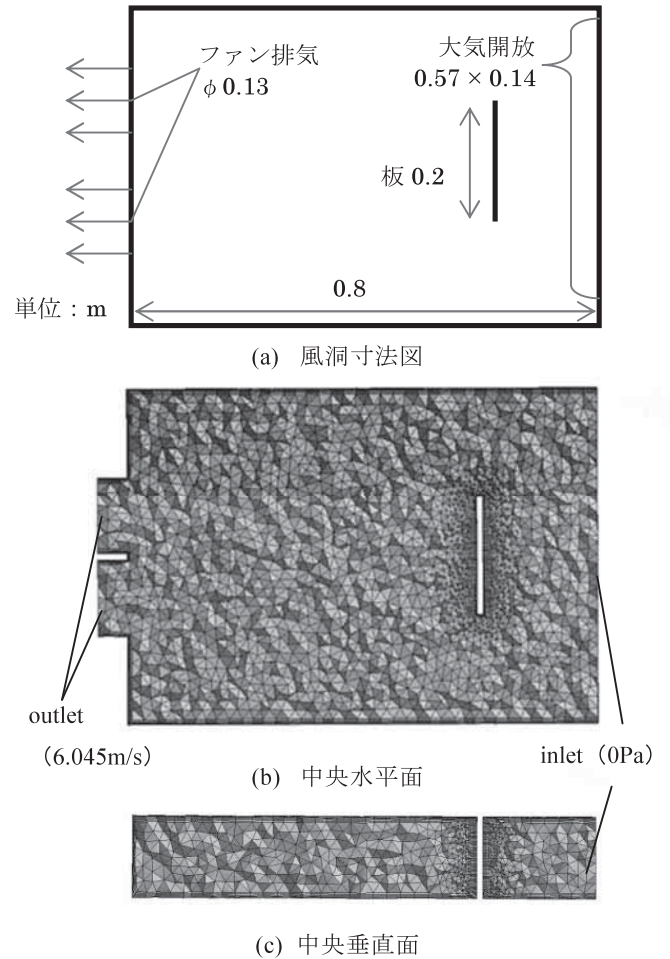 ファン排気
φ0.13
大気開放
0.57×0.14
板 0.2
0.8
単位：m
(a) 風洞寸法図
outlet
（6.045m/s）
inlet（0Pa）
(b) 中央水平面
(c) 中央垂直面